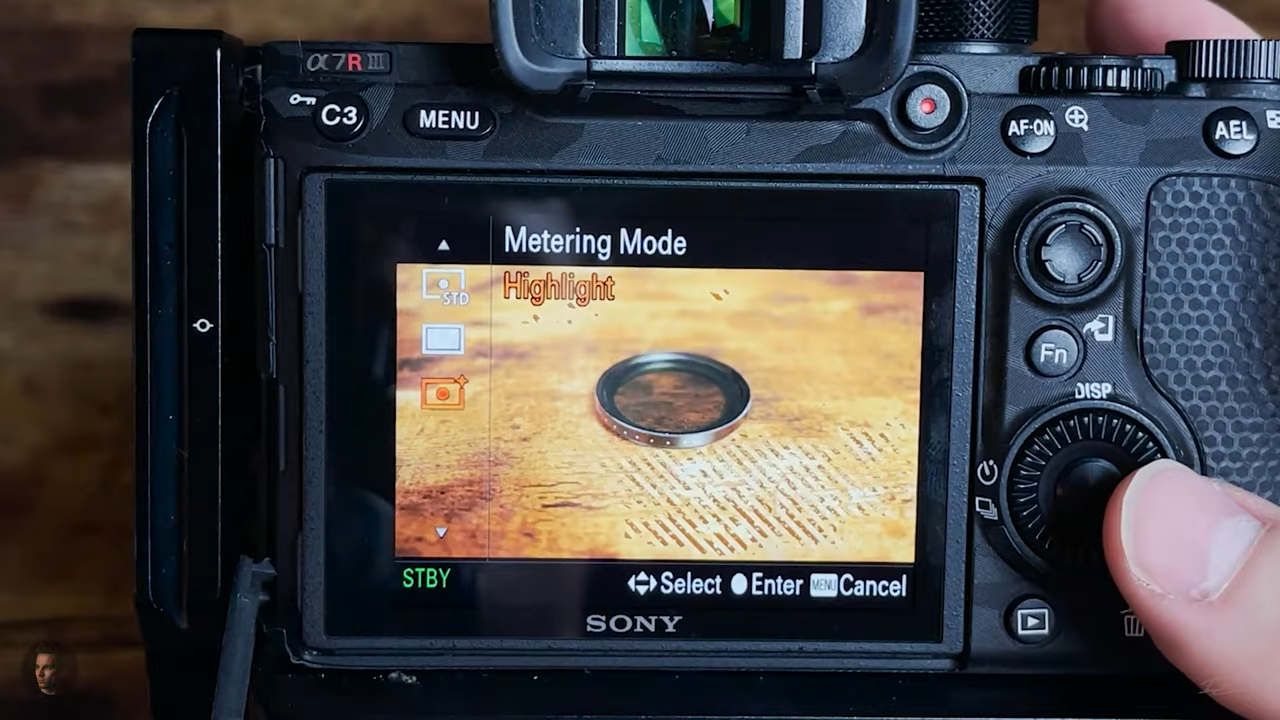 α7RIII
C3
MENU
AF-ON
AEL
Metering Mode
STD
Highlight
Fn
DISP
STBY
Select Enter MENU Cancel
SONY